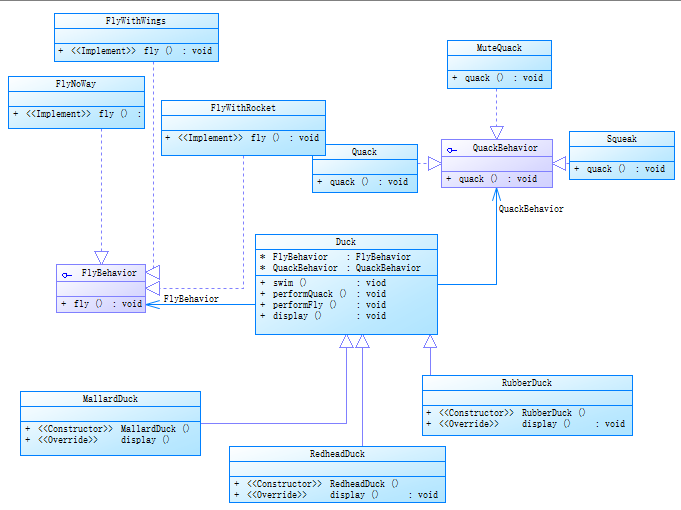 FlyWithWings
+ <<Implement>> fly () : void
MuteQuack
+ quack () : void
FlyNoWay
+ <<Implement>> fly () :
FlyWithRocket
+ <<Implement>> fly () : void
Quack
+ quack () : void
QuackBehavior
+ quack () : void
Squeak
+ quack () : void
QuackBehavior
Duck
* FlyBehavior : FlyBehavior
* QuackBehavior : QuackBehavior
+ swim () : viod
+ performQuack () : void
+ performFly () : void
+ display () : void
FlyBehavior
+ fly () : void
FlyBehavior
RubberDuck
+ <<Constructor>> RubberDuck ()
+ <<Override>> display () : void
MallardDuck
+ <<Constructor>> MallardDuck ()
+ <<Override>> display ()
RedheadDuck
+ <<Constructor>> RedheadDuck ()
+ <<Override>> display () : void